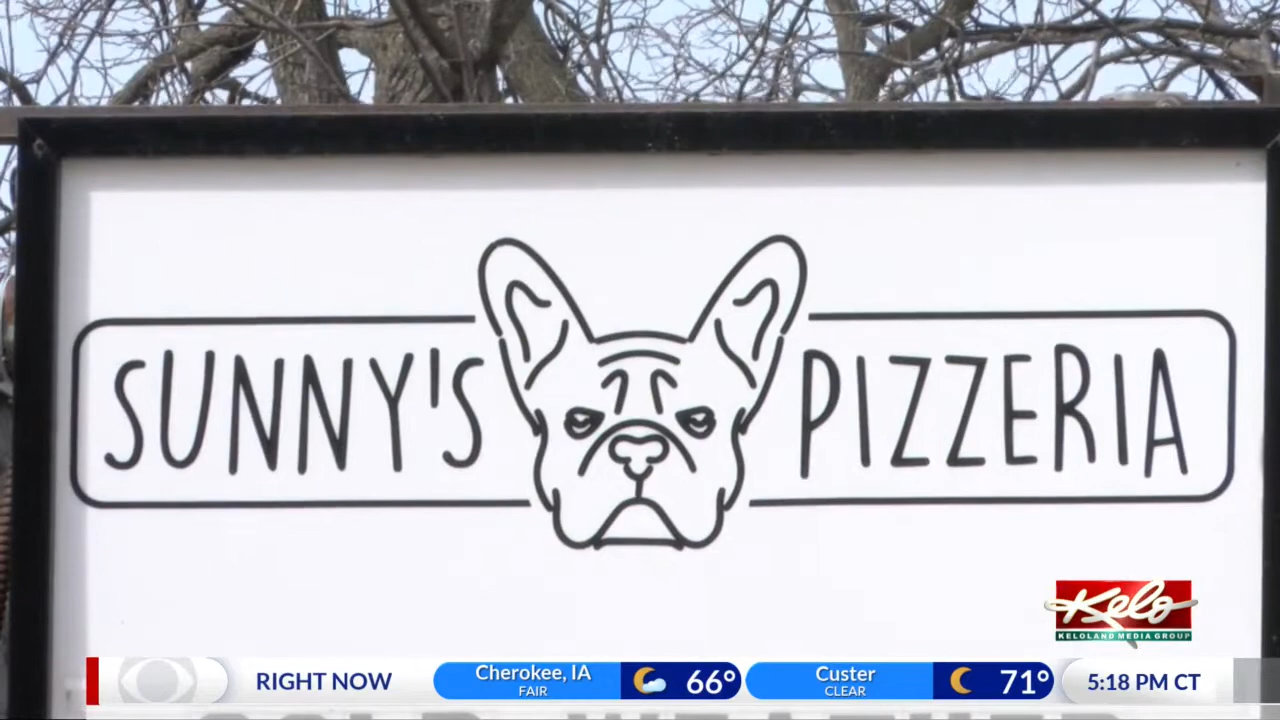 SUNNY'S PIZZERIA
Kelo
KELOLAND MEDIA GROUP
RIGHT NOW
Cherokee, IA
FAIR
66°
Custer
CLEAR
71°
5:18 PM CT